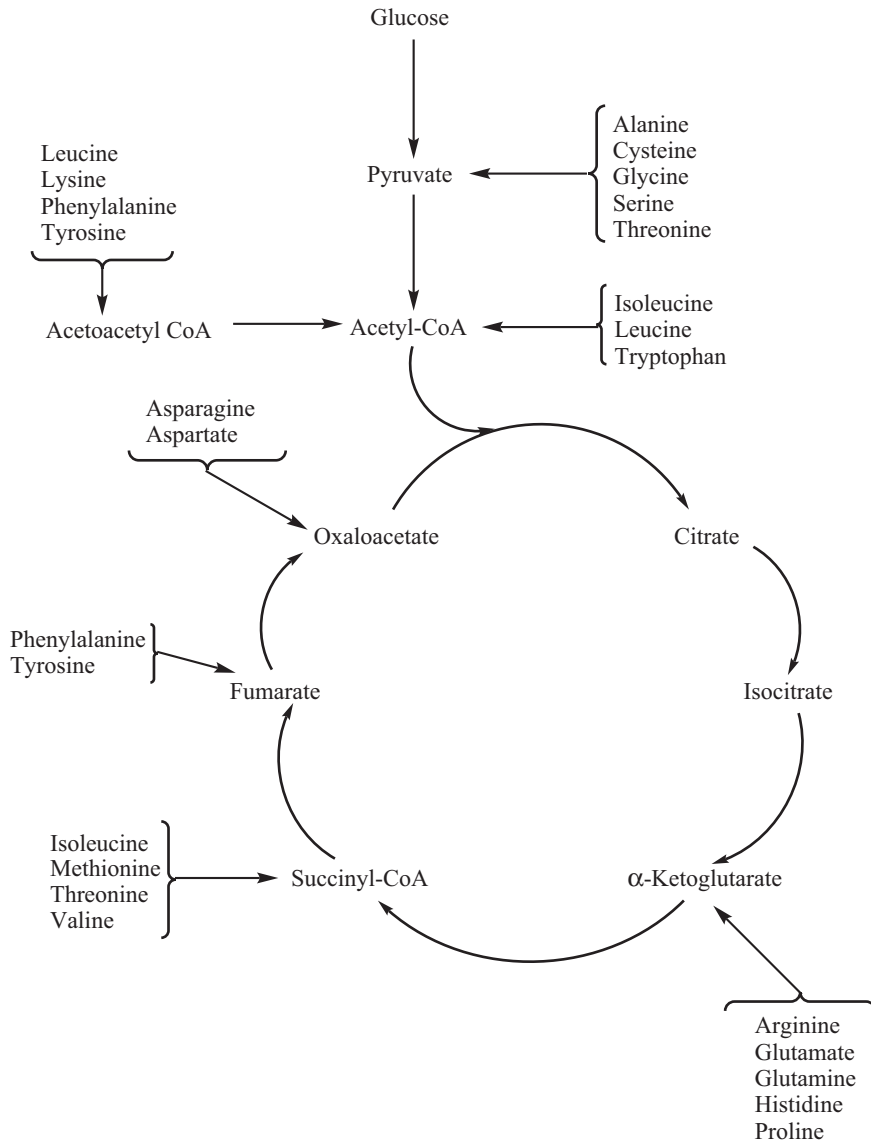 Glucose
Alanine
Cysteine
Glycine
Serine
Threonine
Pyruvate
Leucine
Lysine
Phenylalanine
Tyrosine
Acetoacetyl CoA
Acetyl-CoA
Isoleucine
Leucine
Tryptophan
Asparagine
Aspartate
Oxaloacetate
Citrate
Phenylalanine
Tyrosine
Fumarate
Isocitrate
Isoleucine
Methionine
Threonine
Valine
Succinyl-CoA
α-Ketoglutarate
Arginine
Glutamate
Glutamine
Histidine
Proline